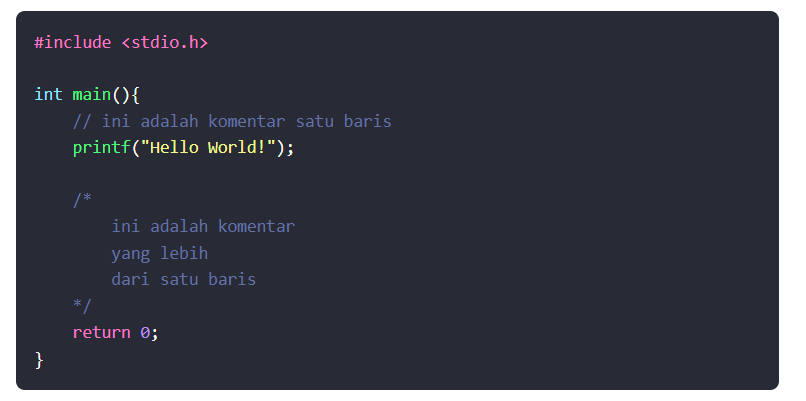 #include <stdio.h>
int main(){
// ini adalah komentar satu baris
printf("Hello World!");
/*
ini adalah komentar
yang lebih
dari satu baris
*/
return 0;
}